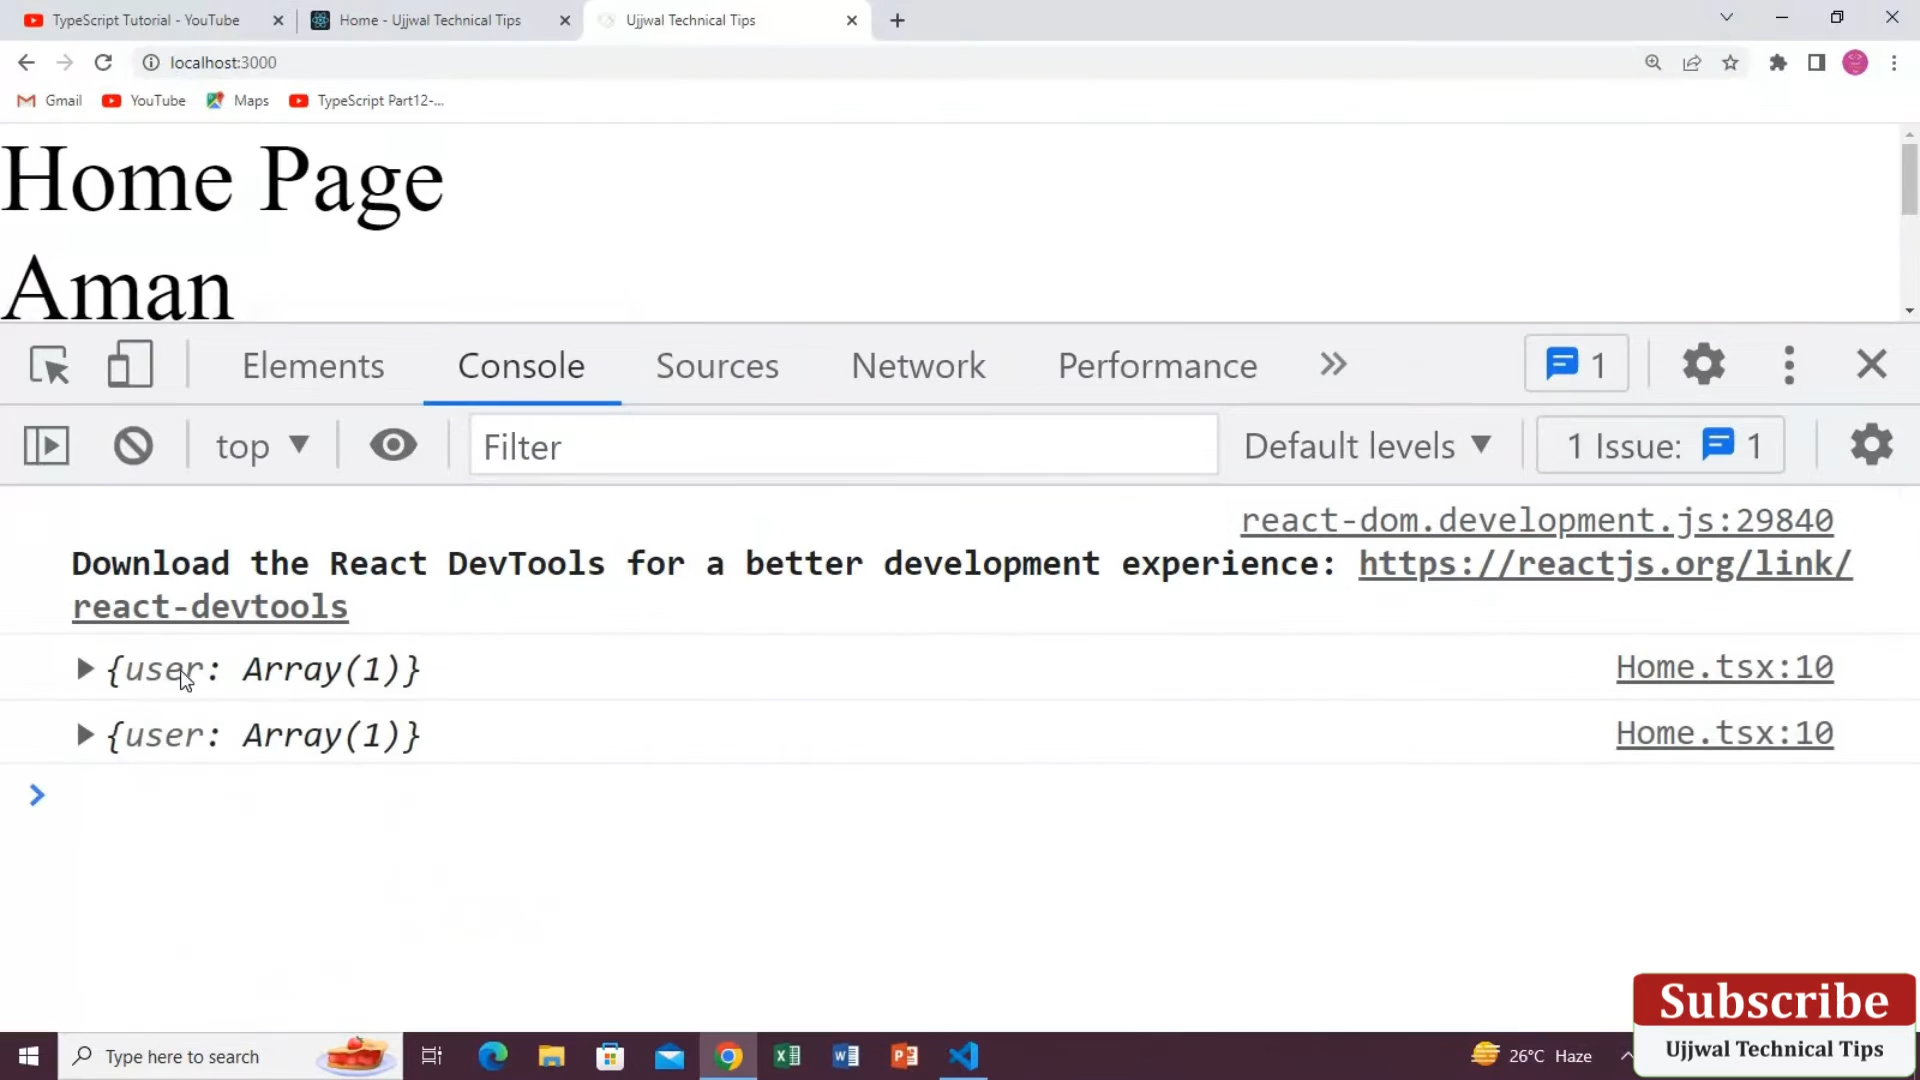 TypeScript Tutorial - YouTube
Home - Ujjwal Technical Tips
Ujjwal Technical Tips
localhost:3000
Gmail
YouTube
Maps
TypeScript Part12-...
Home Page
Aman
Elements
Console
Sources
Network
Performance
1
top
Filter
Default levels
1 Issue: 1
react-dom.development.js:29840
Download the React DevTools for a better development experience: https://reactjs.org/link/
react-devtools
{user: Array(1)}
Home.tsx:10
{user: Array(1)}
Home.tsx:10
Subscribe
Ujjwal Technical Tips
Type here to search
26°C Haze